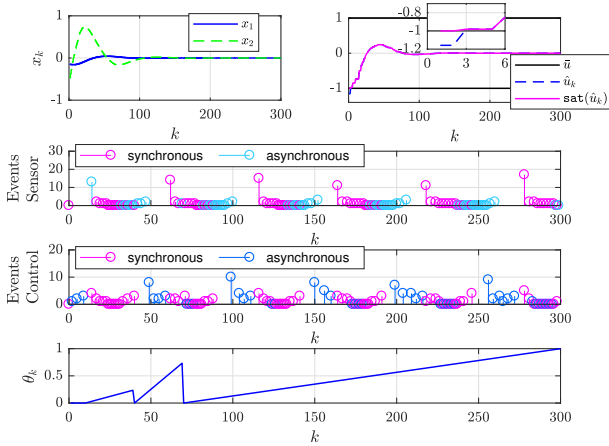 1
0
-1
x_k
x_1
x_2
0 100 200 300
k
1
0
-1
-0.8
-1
-1.2
0 3 6
ū
û_k
sat(û_k)
0 100 200 300
k
Events
Sensor
30
20
10
0
synchronous asynchronous
0 50 100 150 200 250 300
k
Events
Control
20
10
0
synchronous asynchronous
0 50 100 150 200 250 300
k
θ_k
1
0.5
0
0 50 100 150 200 250 300
k